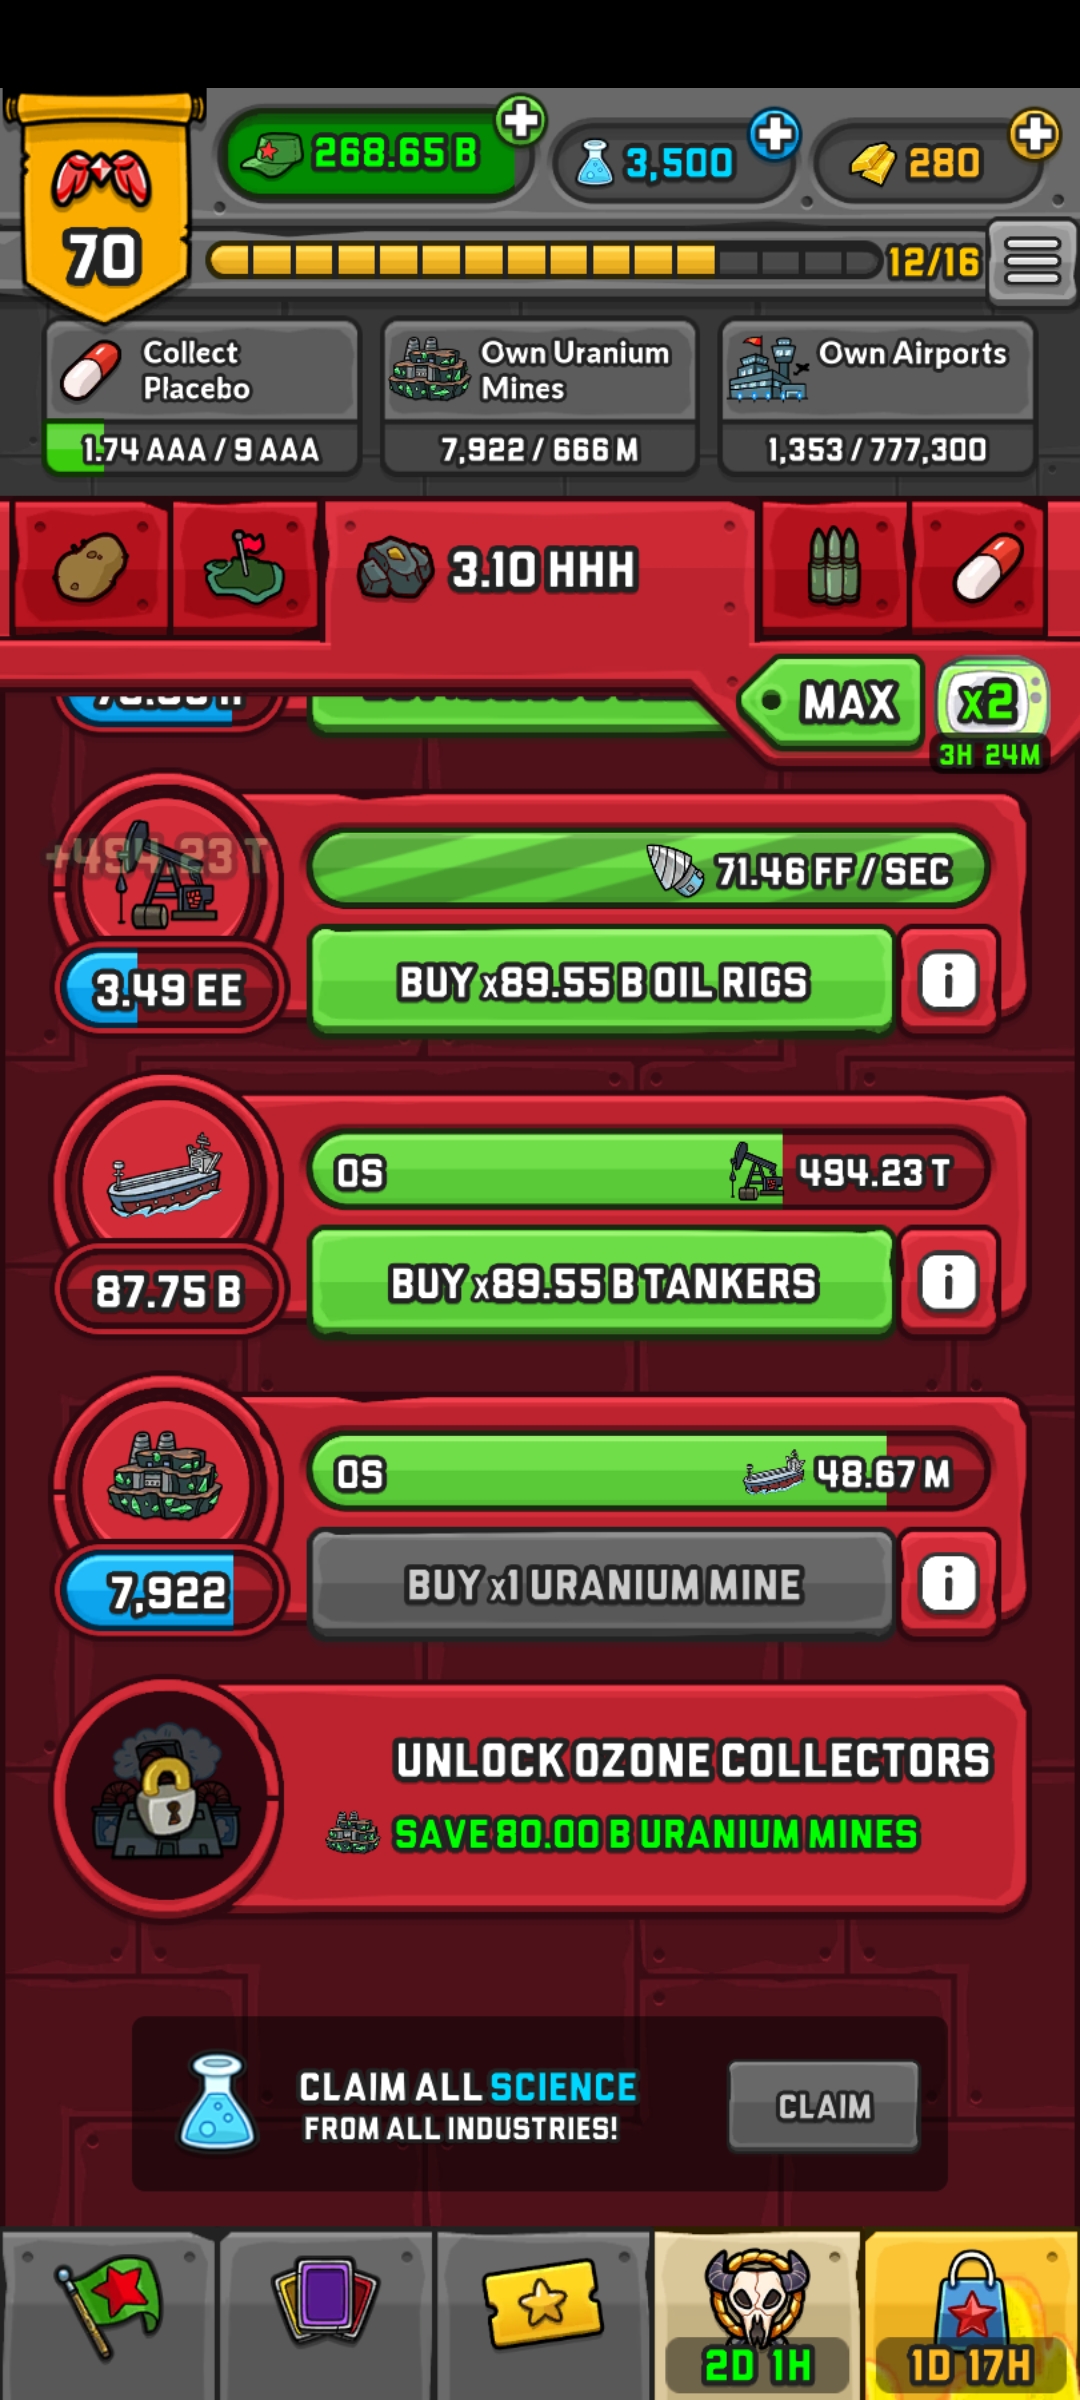 268.65 B
3,500
280
70
12/16
Collect
Placebo
Own Uranium
Mines
Own Airports
1.74 AAA / 9 AAA
7,922 / 666 M
1,353 / 777,300
3.10 HHH
MAX
x2
3H 24M
+494.23 T
71.46 FF / SEC
3.49 EE
BUY x89.55 B OIL RIGS
i
0S
494.23 T
87.75 B
BUY x89.55 B TANKERS
i
0S
48.67 M
7,922
BUY x1 URANIUM MINE
i
UNLOCK OZONE COLLECTORS
SAVE 80.00 B URANIUM MINES
CLAIM ALL SCIENCE
FROM ALL INDUSTRIES!
CLAIM
2D 1H
1D 17H